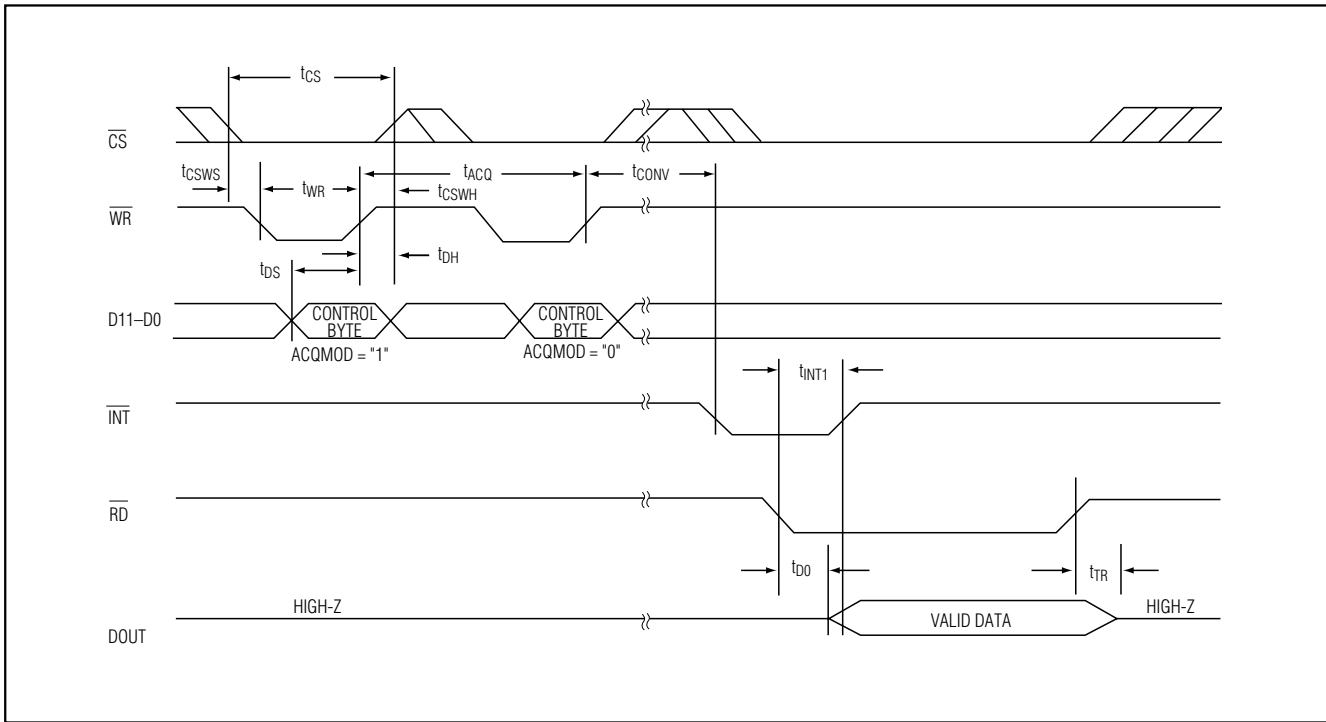 tCS
CS
tCSWS
tWR
tACQ
tCSWH
tCONV
WR
tDS
tDH
D11–D0
CONTROL BYTE
CONTROL BYTE
ACQMOD = "1"
ACQMOD = "0"
tINT1
INT
RD
tD0
tTR
HIGH-Z
VALID DATA
HIGH-Z
DOUT